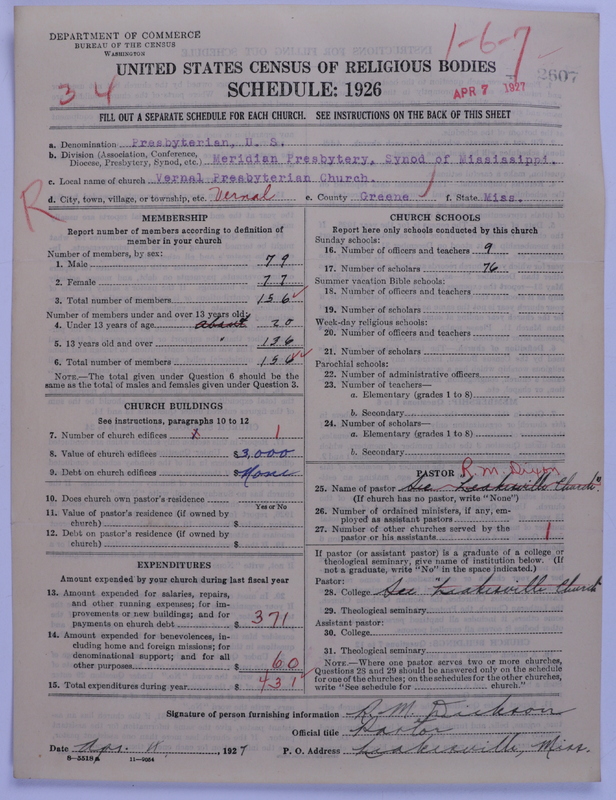 DEPARTMENT OF COMMERCE
BUREAU OF THE CENSUS
WASHINGTON
1-6-7
UNITED STATES CENSUS OF RELIGIOUS BODIES
2607
34
SCHEDULE: 1926
APR 7 1927
FILL OUT A SEPARATE SCHEDULE FOR EACH CHURCH. SEE INSTRUCTIONS ON THE BACK OF THIS SHEET
a. Denomination Presbyterian, U. S.
b. Division (Association, Conference, Diocese, Presbytery, Synod, etc.) Meridian Presbytery, Synod of Mississippi.
c. Local name of church Vernal Presbyterian Church.
d. City, town, village, or township, etc. Vernal e. County Greene f. State Miss.
R
MEMBERSHIP
Report number of members according to definition of
member in your church
Number of members, by sex:
1. Male 79
2. Female 77
3. Total number of members 156
Number of members under and over 13 years old:
4. Under 13 years of age about 20
5. 13 years old and over " 136
6. Total number of members 156
NOTE.—The total given under Question 6 should be the
same as the total of males and females given under Question 3.
CHURCH BUILDINGS
See instructions, paragraphs 10 to 12
7. Number of church edifices 1
8. Value of church edifices $3,000
9. Debt on church edifices $None
10. Does church own pastor's residence
Yes or No
11. Value of pastor's residence (if owned by
church) $
12. Debt on pastor's residence (if owned by
church) $
EXPENDITURES
Amount expended by your church during last fiscal year
13. Amount expended for salaries, repairs,
and other running expenses; for im-
provements or new buildings; and for
payments on church debt $371
14. Amount expended for benevolences, in-
cluding home and foreign missions; for
denominational support; and for all
other purposes $60
15. Total expenditures during year $431
CHURCH SCHOOLS
Report here only schools conducted by this church
Sunday schools:
16. Number of officers and teachers 9
17. Number of scholars 76
Summer vacation Bible schools:
18. Number of officers and teachers
19. Number of scholars
Week-day religious schools:
20. Number of officers and teachers
21. Number of scholars
Parochial schools:
22. Number of administrative officers
23. Number of teachers—
a. Elementary (grades 1 to 8)
b. Secondary
24. Number of scholars—
a. Elementary (grades 1 to 8)
b. Secondary
PASTOR R. M. Dixon
25. Name of pastor See "Leakesville Church"
(If church has no pastor, write "None")
26. Number of ordained ministers, if any, em-
ployed as assistant pastors
27. Number of other churches served by the
pastor or his assistants 1
If pastor (or assistant pastor) is a graduate of a college or
theological seminary, give name of institution below. (If
not a graduate, write "No" in the space indicated.)
Pastor:
28. College See "Leakesville Church
29. Theological seminary
Assistant pastor:
30. College
31. Theological seminary
NOTE.—Where one pastor serves two or more churches,
Questions 28 and 29 should be answered only on the schedule
for one of the churches; on the schedules for the other churches,
write "See schedule for church."
Signature of person furnishing information R. M. Dickson
Official title Pastor
Date Apr. 1927 P. O. Address Leakesville, Miss.
8-5518a 11-9324